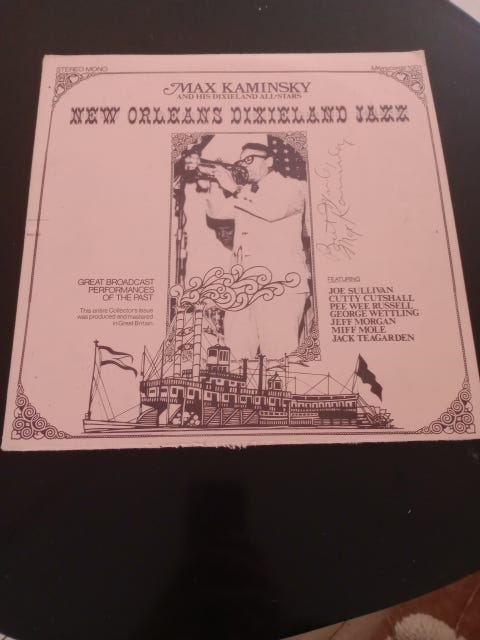 STEREO MONO
MAX KAMINSKY
AND HIS DIXIELAND ALL-STARS
NEW ORLEANS DIXIELAND JAZZ
Max Kaminsky
GREAT BROADCAST
PERFORMANCES
OF THE PAST
This entire Collector's Issue
was produced and mastered
in Great Britain.
FEATURING
JOE SULLIVAN
CUTTY CUTSHALL
PEE WEE RUSSELL
GEORGE WETTLING
JEFF MORGAN
MIFF MOLE
JACK TEAGARDEN